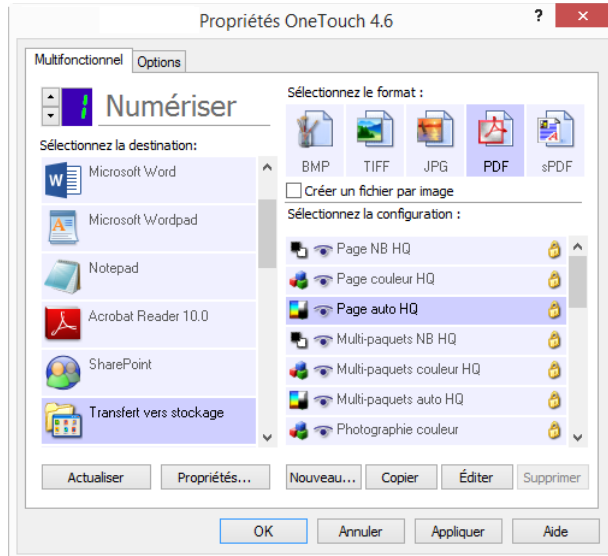 Propriétés OneTouch 4.6
? ×
Multifonctionnel Options
1 Numériser
Sélectionnez la destination:
Microsoft Word
Microsoft Wordpad
Notepad
Acrobat Reader 10.0
SharePoint
Transfert vers stockage
Actualiser Propriétés...
Sélectionnez le format :
BMP TIFF JPG PDF sPDF
Créer un fichier par image
Sélectionnez la configuration :
Page NB HQ
Page couleur HQ
Page auto HQ
Multi-paquets NB HQ
Multi-paquets couleur HQ
Multi-paquets auto HQ
Photographie couleur
Nouveau... Copier Éditer Supprimer
OK Annuler Appliquer Aide